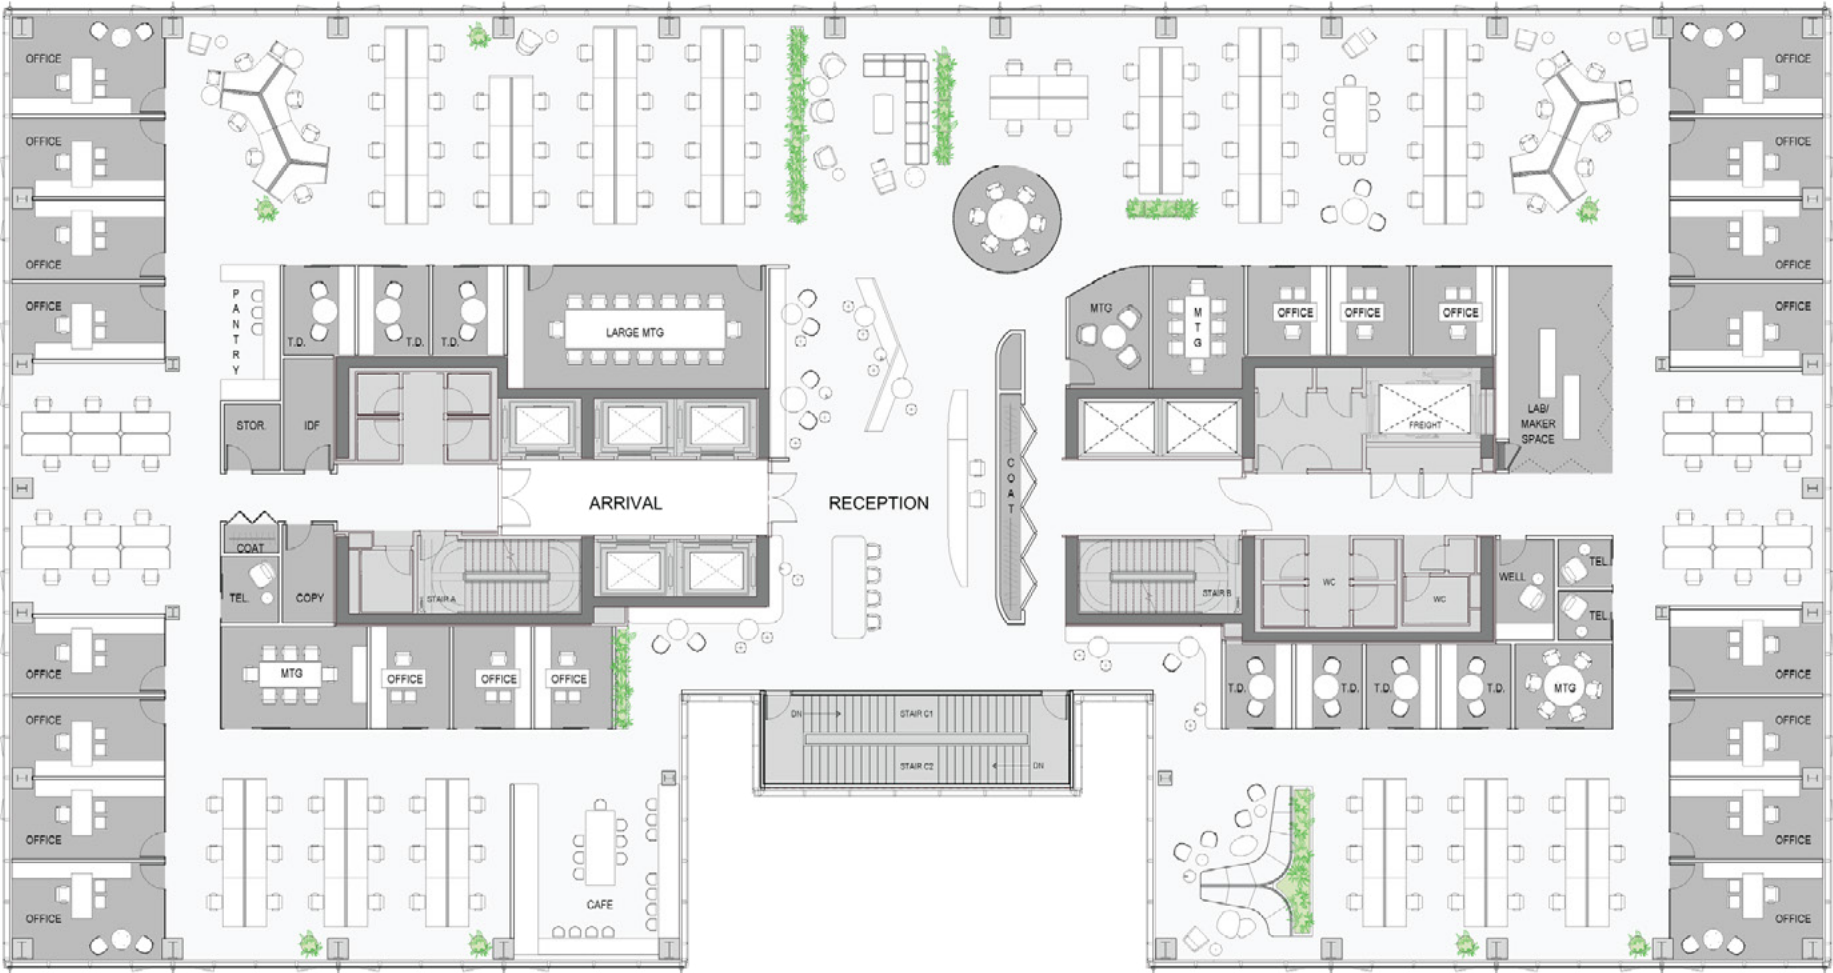 OFFICE
OFFICE
OFFICE
OFFICE
OFFICE
OFFICE
OFFICE
OFFICE
PANTRY
T.D.
T.D.
T.D.
LARGE MTG
MTG
MTG
OFFICE
OFFICE
OFFICE
STOR.
IDF
FREIGHT
LAB/
MAKER
SPACE
ARRIVAL
RECEPTION
COAT
COAT
TEL.
COPY
STAIR A
STAIR B
WC
WC
WELL
TEL.
TEL.
OFFICE
MTG
OFFICE
OFFICE
OFFICE
T.D.
T.D.
T.D.
T.D.
MTG
OFFICE
OFFICE
DN
STAIR C1
STAIR C2
DN
OFFICE
OFFICE
OFFICE
OFFICE
CAFE
OFFICE